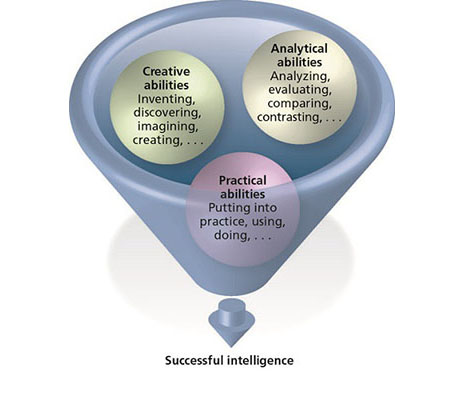 Creative
abilities
Inventing,
discovering,
imagining,
creating, . . .
Analytical
abilities
Analyzing,
evaluating,
comparing,
contrasting, . . .
Practical
abilities
Putting into
practice, using,
doing, . . .
Successful intelligence